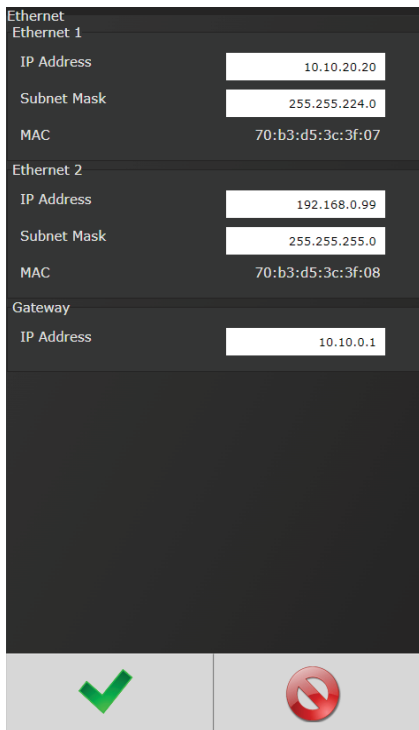 Ethernet
Ethernet 1
IP Address 10.10.20.20
Subnet Mask 255.255.224.0
MAC 70:b3:d5:3c:3f:07
Ethernet 2
IP Address 192.168.0.99
Subnet Mask 255.255.255.0
MAC 70:b3:d5:3c:3f:08
Gateway
IP Address 10.10.0.1